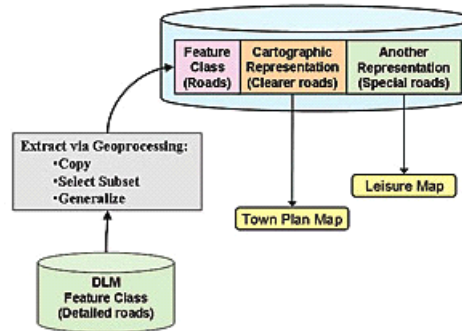 Feature
Class
(Roads)
Cartographic
Representation
(Clearer roads)
Another
Representation
(Special roads)
Extract via Geoprocessing:
•Copy
•Select Subset
•Generalize
Leisure Map
Town Plan Map
DLM
Feature Class
(Detailed roads)